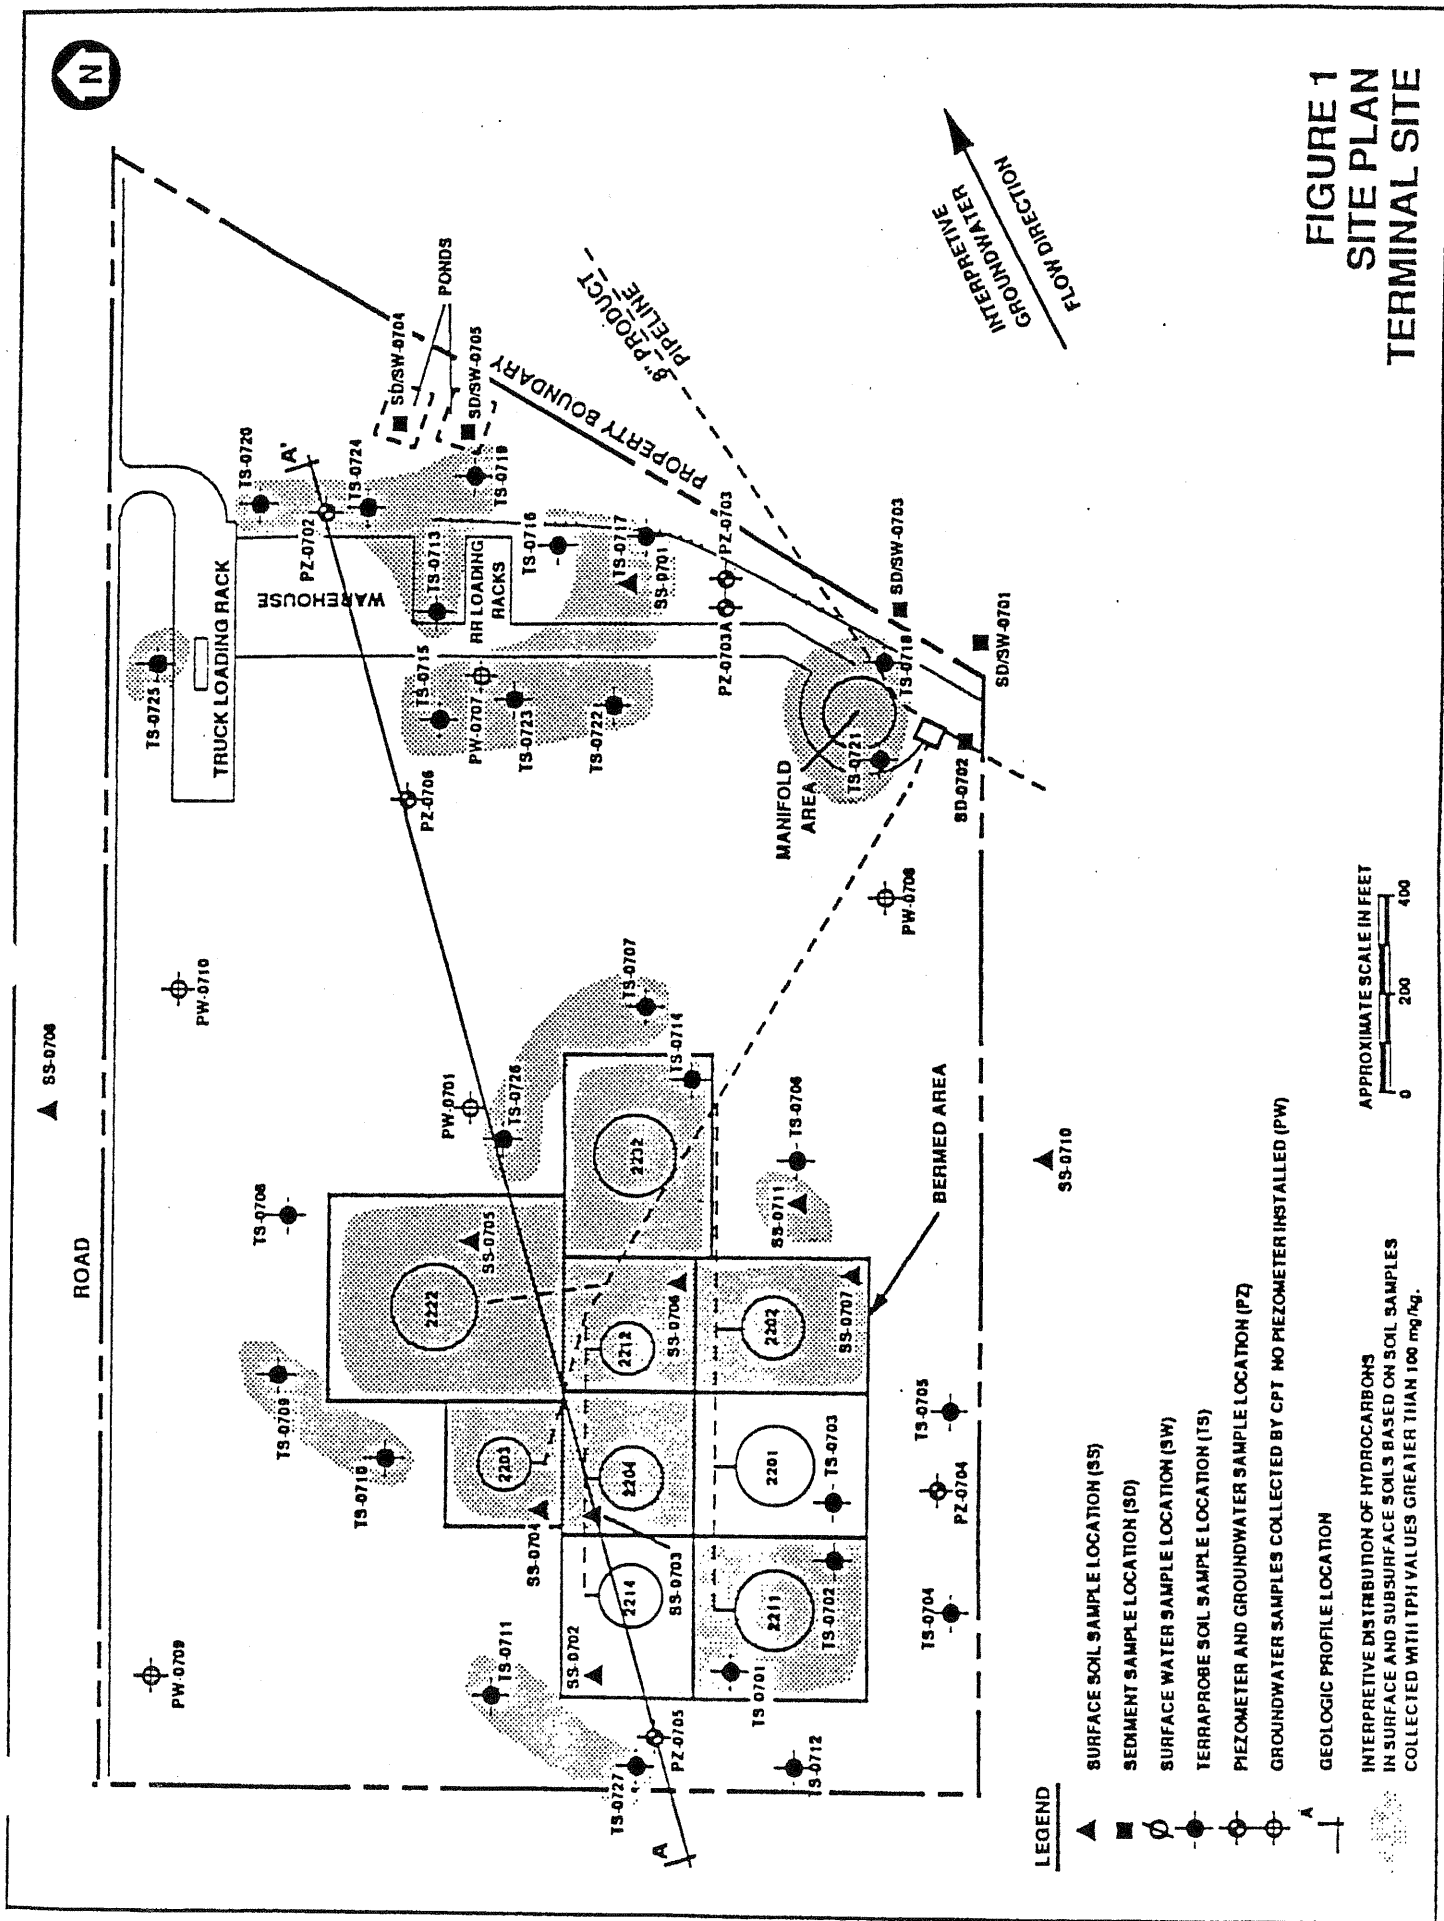 N
ROAD
SS-0708
PW-0709
PW-0710
TS-0725
TRUCK LOADING RACK
TS-0720
A'
TS-0724
PZ-0702
WAREHOUSE
SD/SW-0704
PONDS
SD/SW-0705
TS-0719
TS-0713
RR LOADING
RACKS
TS-0716
TS-0717
SS-0701
TS-0715
PW-0707
TS-0723
TS-0722
PZ-0706
PROPERTY BOUNDARY
8" PRODUCT
PIPELINE
PZ-0703
PZ-0703A
INTERPRETIVE
GROUNDWATER
FLOW DIRECTION
SD/SW-0703
TS-0718
SD/SW-0701
MANIFOLD
AREA
TS-0721
SD-0702
PW-0708
TS-0708
TS-0709
TS-0710
TS-0711
2222
SS-0705
PW-0701
TS-0726
TS-0707
TS-0714
2232
2203
SS-0704
2212
SS-0706
2204
SS-0703
2214
SS-0702
2202
SS-0707
2201
TS-0703
2211
TS-0702
TS-0701
SS-0711
TS-0706
BERMED AREA
SS-0710
TS-0705
PZ-0704
TS-0704
TS-0727
PZ-0705
TS-0712
A
LEGEND
SURFACE SOIL SAMPLE LOCATION (SS)
SEDIMENT SAMPLE LOCATION (SD)
SURFACE WATER SAMPLE LOCATION (SW)
TERRAPROBE SOIL SAMPLE LOCATION (TS)
PIEZOMETER AND GROUNDWATER SAMPLE LOCATION (PZ)
GROUNDWATER SAMPLES COLLECTED BY CPT NO PIEZOMETER INSTALLED (PW)
A
GEOLOGIC PROFILE LOCATION
INTERPRETIVE DISTRIBUTION OF HYDROCARBONS
IN SURFACE AND SUBSURFACE SOILS BASED ON SOIL SAMPLES
COLLECTED WITH TPH VALUES GREATER THAN 100 mg/kg.
APPROXIMATE SCALE IN FEET
0 200 400
FIGURE 1
SITE PLAN
TERMINAL SITE